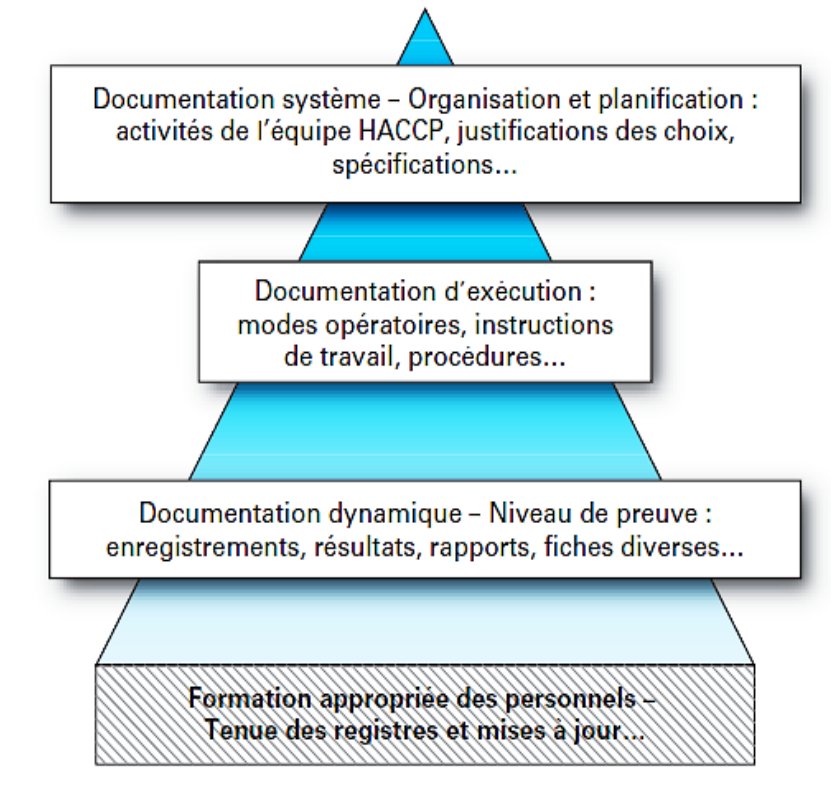 Documentation système – Organisation et planification :
activités de l'équipe HACCP, justifications des choix,
spécifications...
Documentation d'exécution :
modes opératoires, instructions
de travail, procédures...
Documentation dynamique – Niveau de preuve :
enregistrements, résultats, rapports, fiches diverses...
Formation appropriée des personnels –
Tenue des registres et mises à jour...